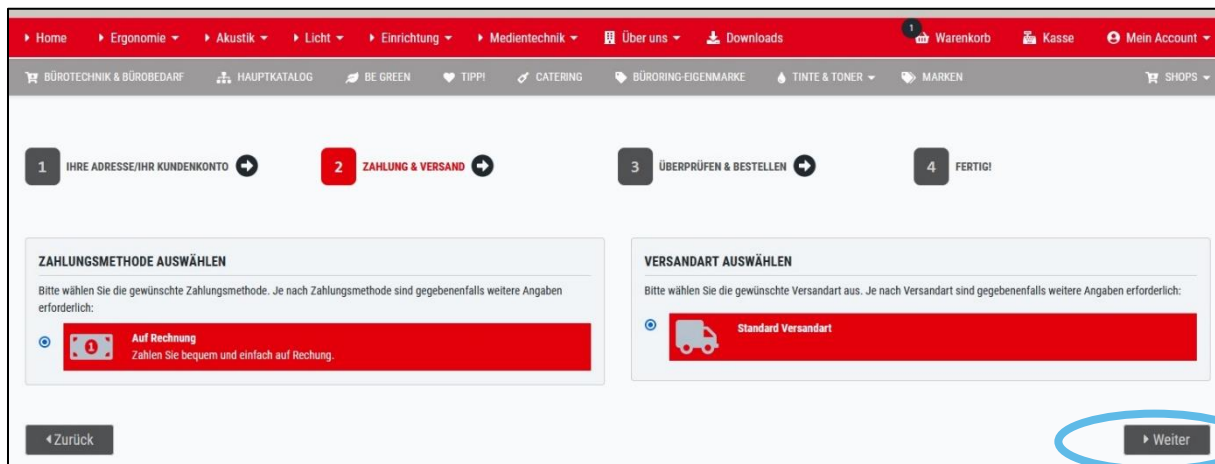 Home Ergonomie Akustik Licht Einrichtung Medientechnik Über uns Downloads 1 Warenkorb Kasse Mein Account
BÜROTECHNIK & BÜROBEDARF HAUPTKATALOG BE GREEN TIPP! CATERING BÜRORING-EIGENMARKE TINTE & TONER MARKEN SHOPS
1 IHRE ADRESSE/IHR KUNDENKONTO 2 ZAHLUNG & VERSAND 3 ÜBERPRÜFEN & BESTELLEN 4 FERTIG!
ZAHLUNGSMETHODE AUSWÄHLEN
Bitte wählen Sie die gewünschte Zahlungsmethode. Je nach Zahlungsmethode sind gegebenenfalls weitere Angaben
erforderlich:
1 Auf Rechnung
Zahlen Sie bequem und einfach auf Rechung.
VERSANDART AUSWÄHLEN
Bitte wählen Sie die gewünschte Versandart aus. Je nach Versandart sind gegebenenfalls weitere Angaben erforderlich:
Standard Versandart
Zurück
Weiter